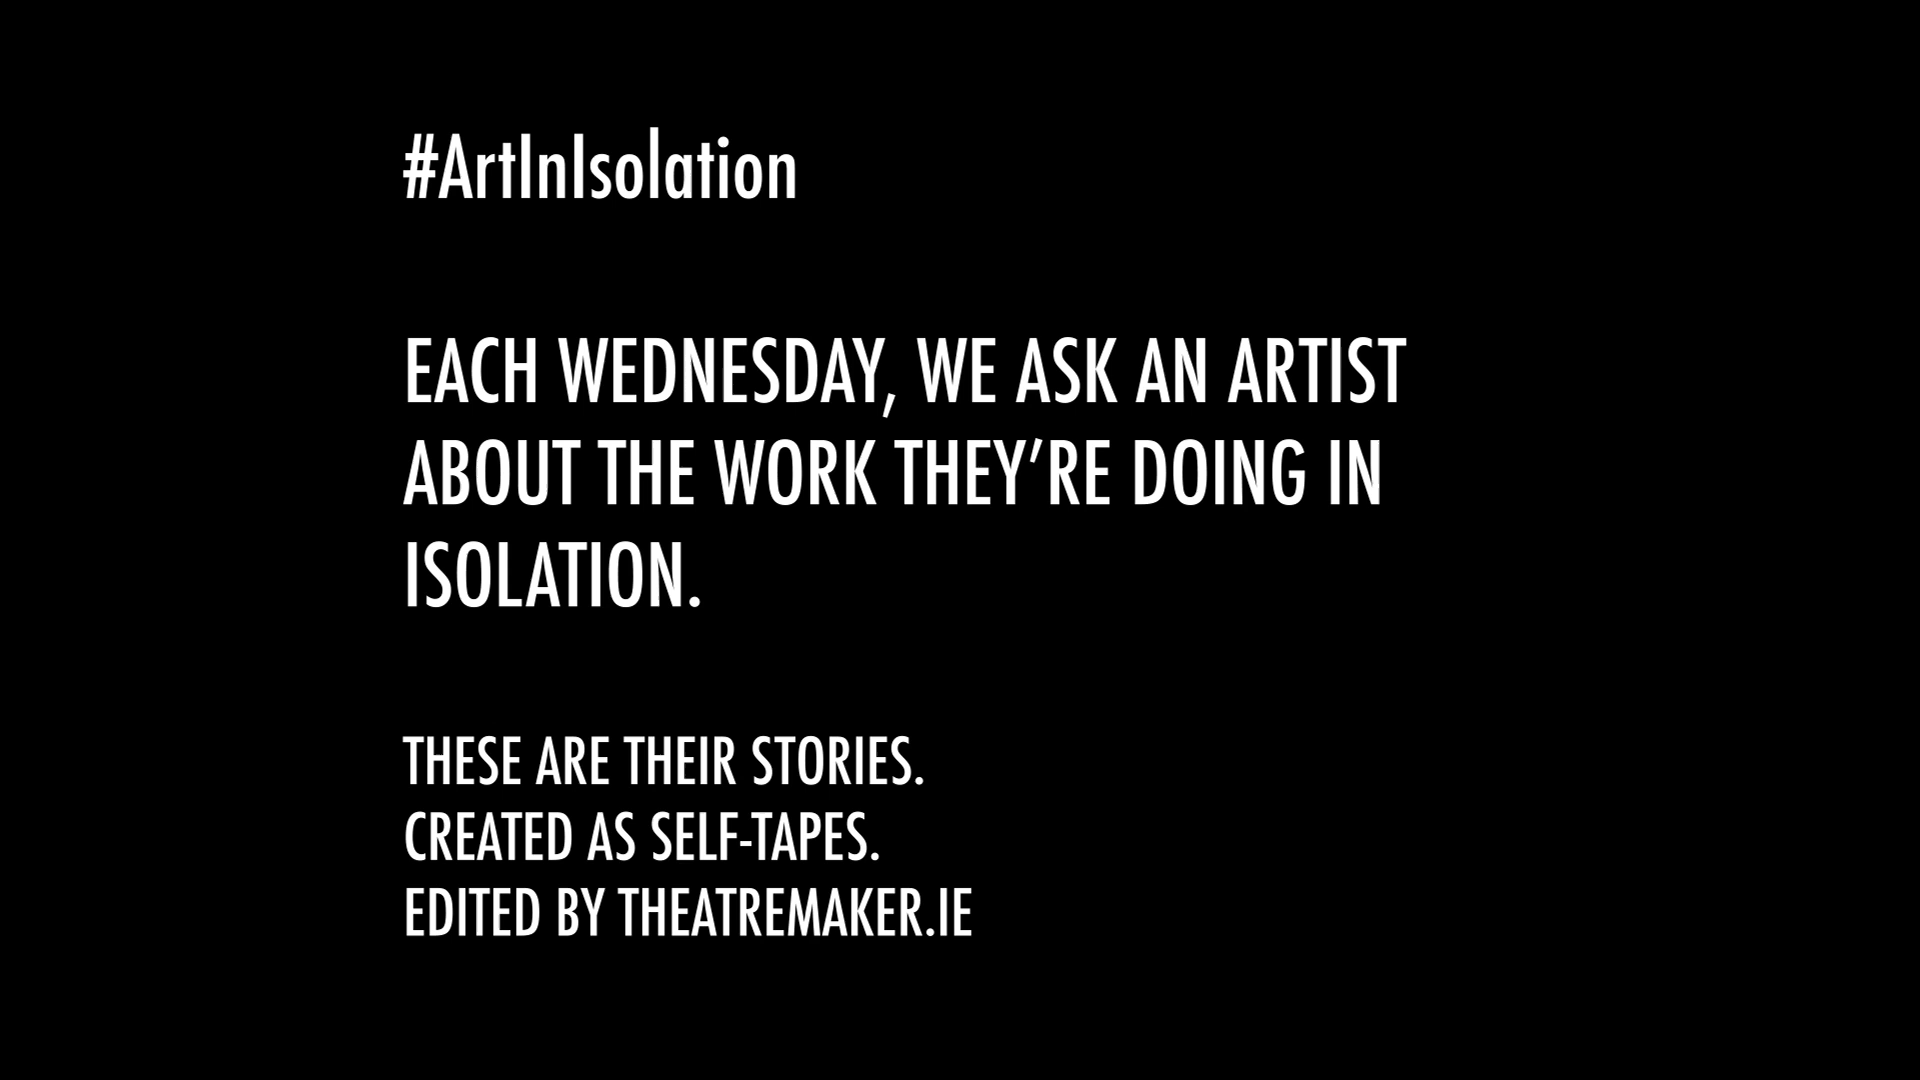 #ArtInIsolation
EACH WEDNESDAY, WE ASK AN ARTIST
ABOUT THE WORK THEY’RE DOING IN
ISOLATION.
THESE ARE THEIR STORIES.
CREATED AS SELF-TAPES.
EDITED BY THEATREMAKER.IE